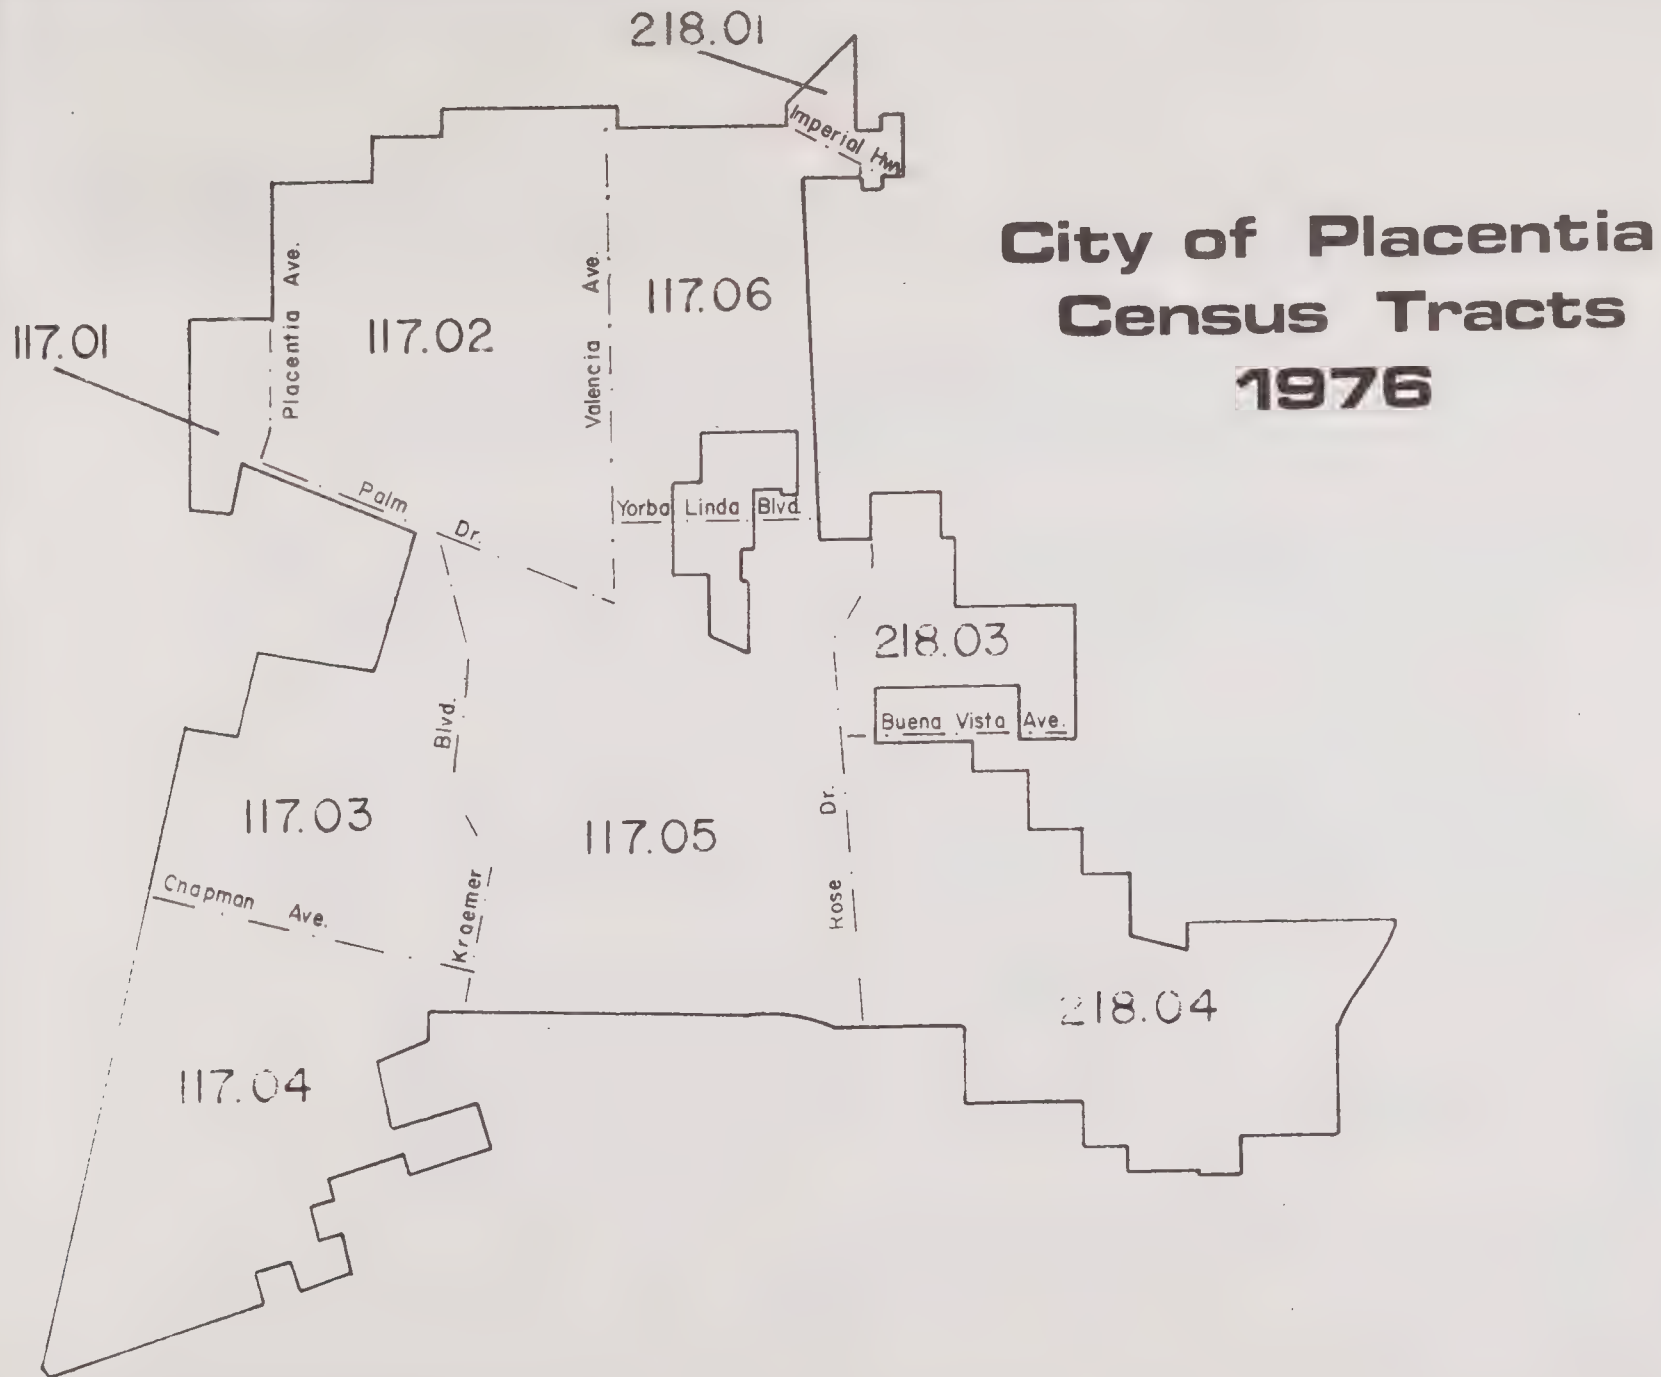 218.01
Imperial Hwy.
City of Placentia
Census Tracts
1976
117.01
Placentia Ave.
117.02
Valencia Ave.
117.06
Palm Dr.
Yorba Linda Blvd.
218.03
Buena Vista Ave.
Blvd.
Kraemer
117.03
117.05
Rose Dr.
Chapman Ave.
218.04
117.04